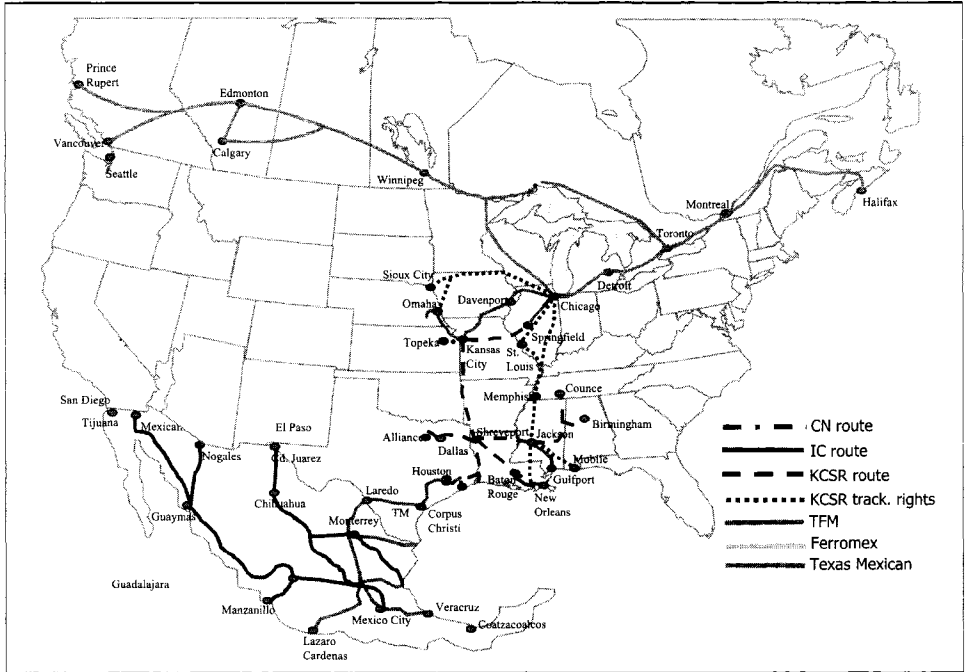 Prince
Rupert
Edmonton
Vancouver
Calgary
Seattle
Winnipeg
Montreal
Halifax
Toronto
Sioux City
Detroit
Omaha
Davenport
Chicago
Springfield
Topeka
Kansas
City
St.
Louis
Memphis
Counce
San Diego
Tijuana
Mexican
El Paso
Birmingham
Alliance
Shreveport
Jackson
Dallas
Nogales
Cd. Juarez
Houston
Mobile
Baton
Rouge
Gulfport
New
Orleans
Chihuahua
Laredo
TM
Corpus
Christi
Guaymas
Monterrey
Guadalajara
Manzanillo
Mexico City
Veracruz
Coatzacoalcos
Lazaro
Cardenas
CN route
IC route
KCSR route
KCSR track. rights
TFM
Ferromex
Texas Mexican